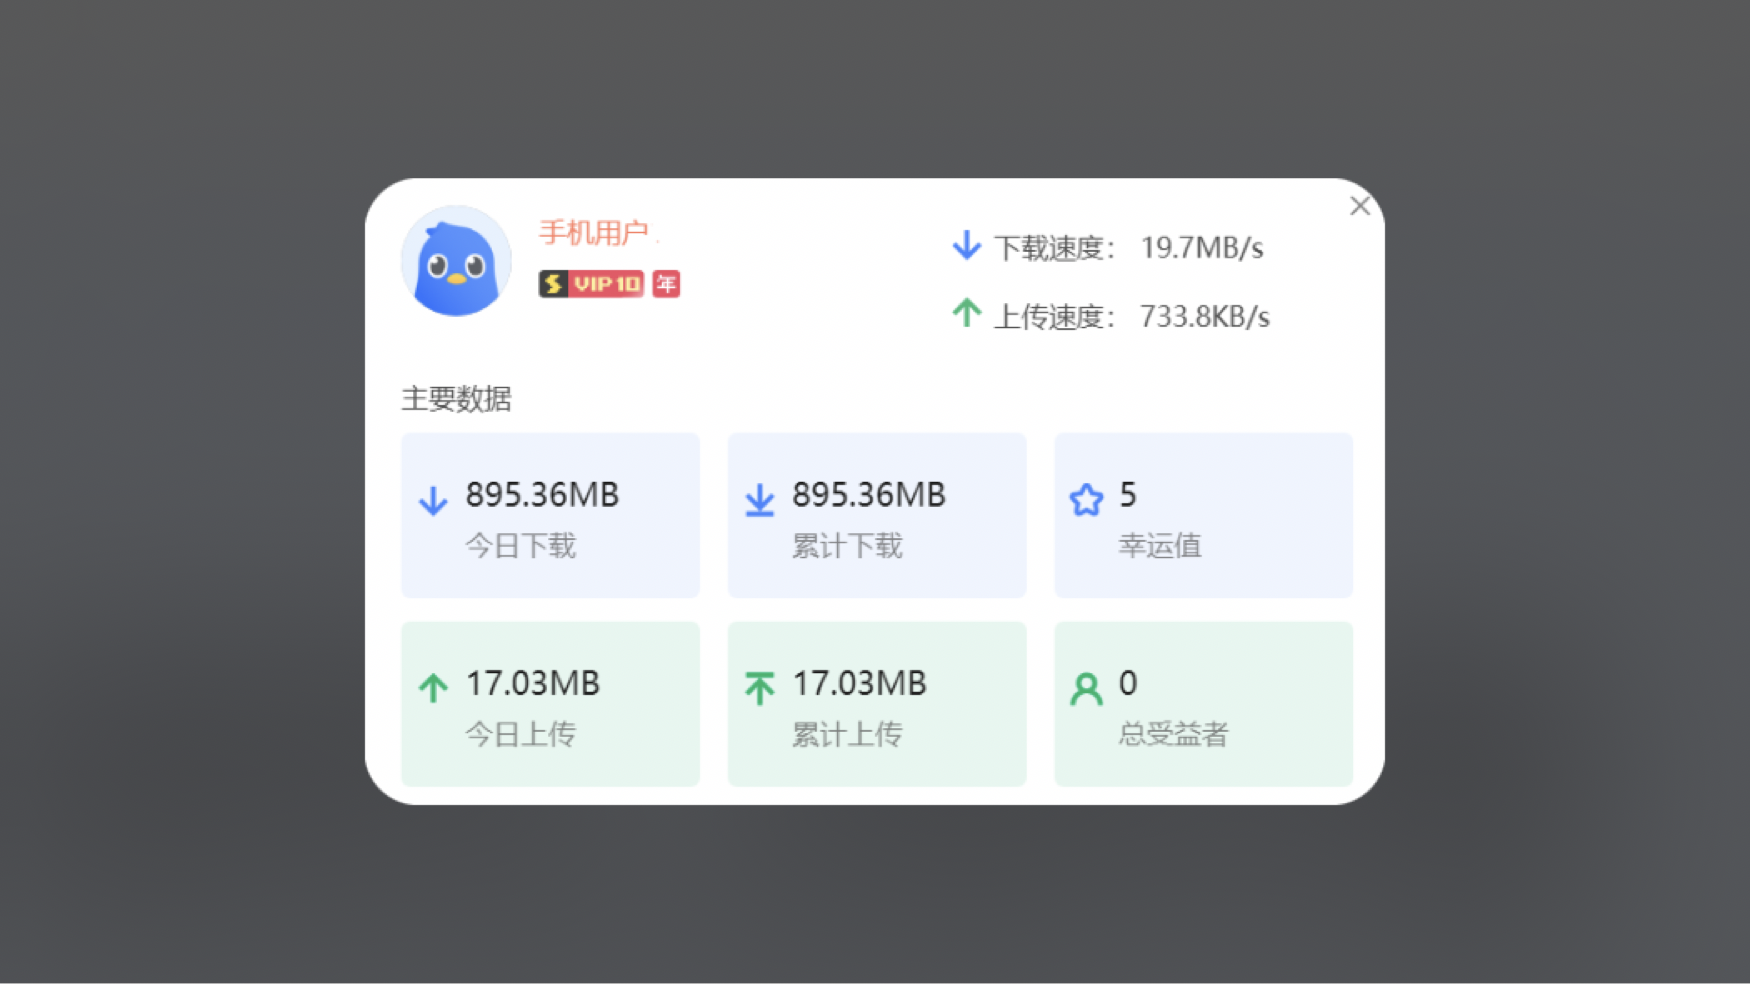 手机用户
VIP10 年
下载速度： 19.7MB/s
上传速度： 733.8KB/s
主要数据
895.36MB
今日下载
895.36MB
累计下载
5
幸运值
17.03MB
今日上传
17.03MB
累计上传
0
总受益者